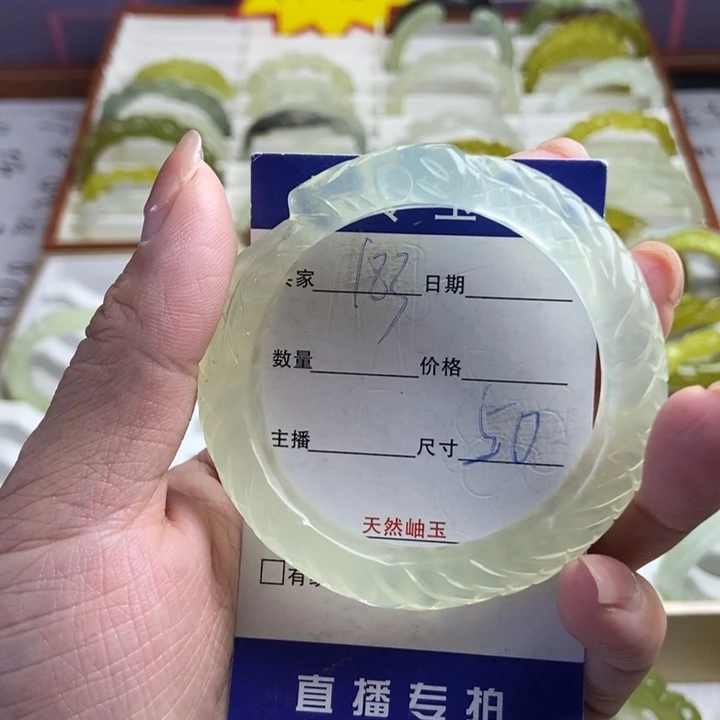 玉
家 183 日期
数量 价格
主播 尺寸 50
天然岫玉
□有
直播专拍